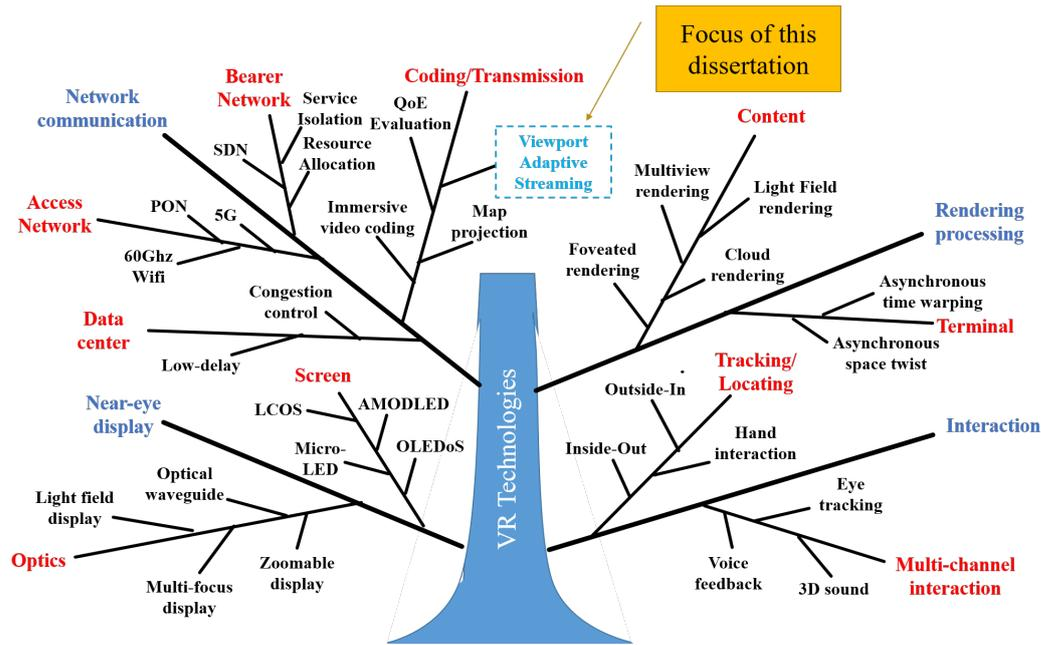 Focus of this
dissertation
Coding/Transmission
Bearer
Network
Network
communication
Service
Isolation
QoE
Evaluation
SDN
Resource
Allocation
Viewport
Adaptive
Streaming
Access
Network
PON
5G
60Ghz
Wifi
Immersive
video coding
Map
projection
Data
center
Congestion
control
Low-delay
Content
Multiview
rendering
Light Field
rendering
Rendering
processing
Foveated
rendering
Cloud
rendering
Asynchronous
time warping
Terminal
Asynchronous
space twist
Near-eye
display
Screen
LCOS
AMODLED
Micro-
LED
OLEDoS
Optical
waveguide
Light field
display
Optics
Multi-focus
display
Zoomable
display
VR Technologies
Tracking/
Locating
Outside-In
Inside-Out
Hand
interaction
Interaction
Eye
tracking
Voice
feedback
3D sound
Multi-channel
interaction